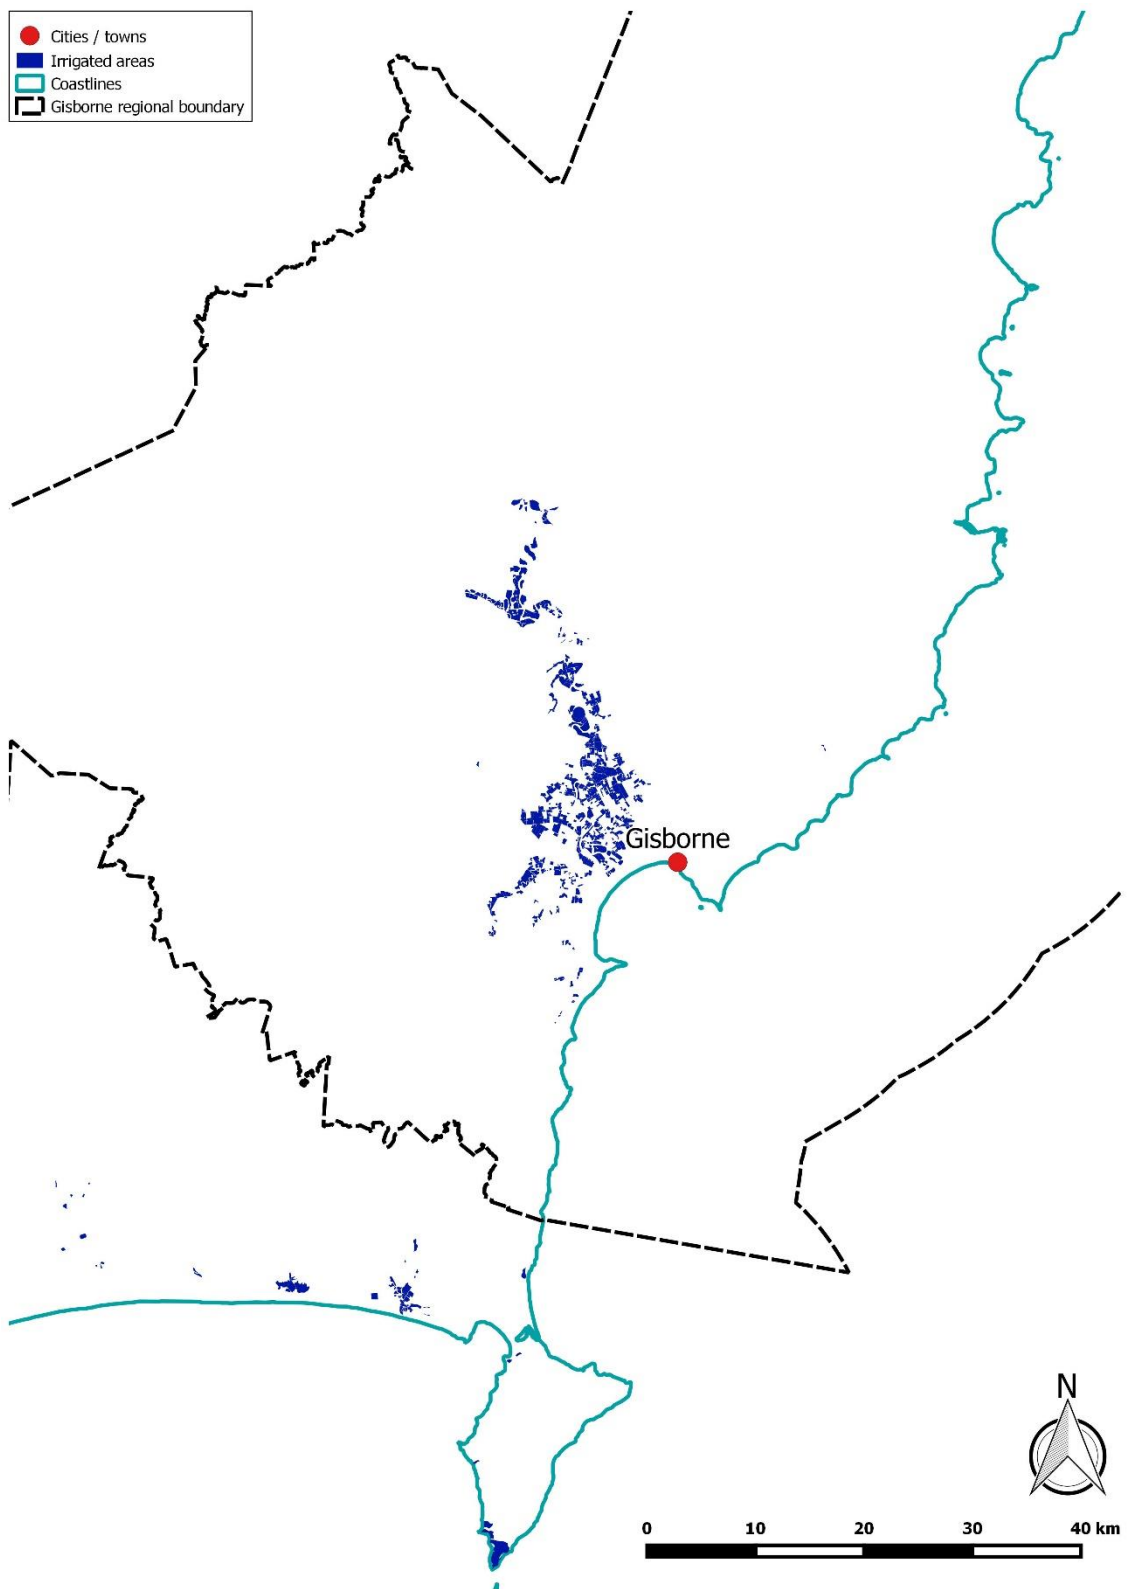 Cities / towns
Irrigated areas
Coastlines
Gisborne regional boundary
Gisborne
N
0 10 20 30 40 km